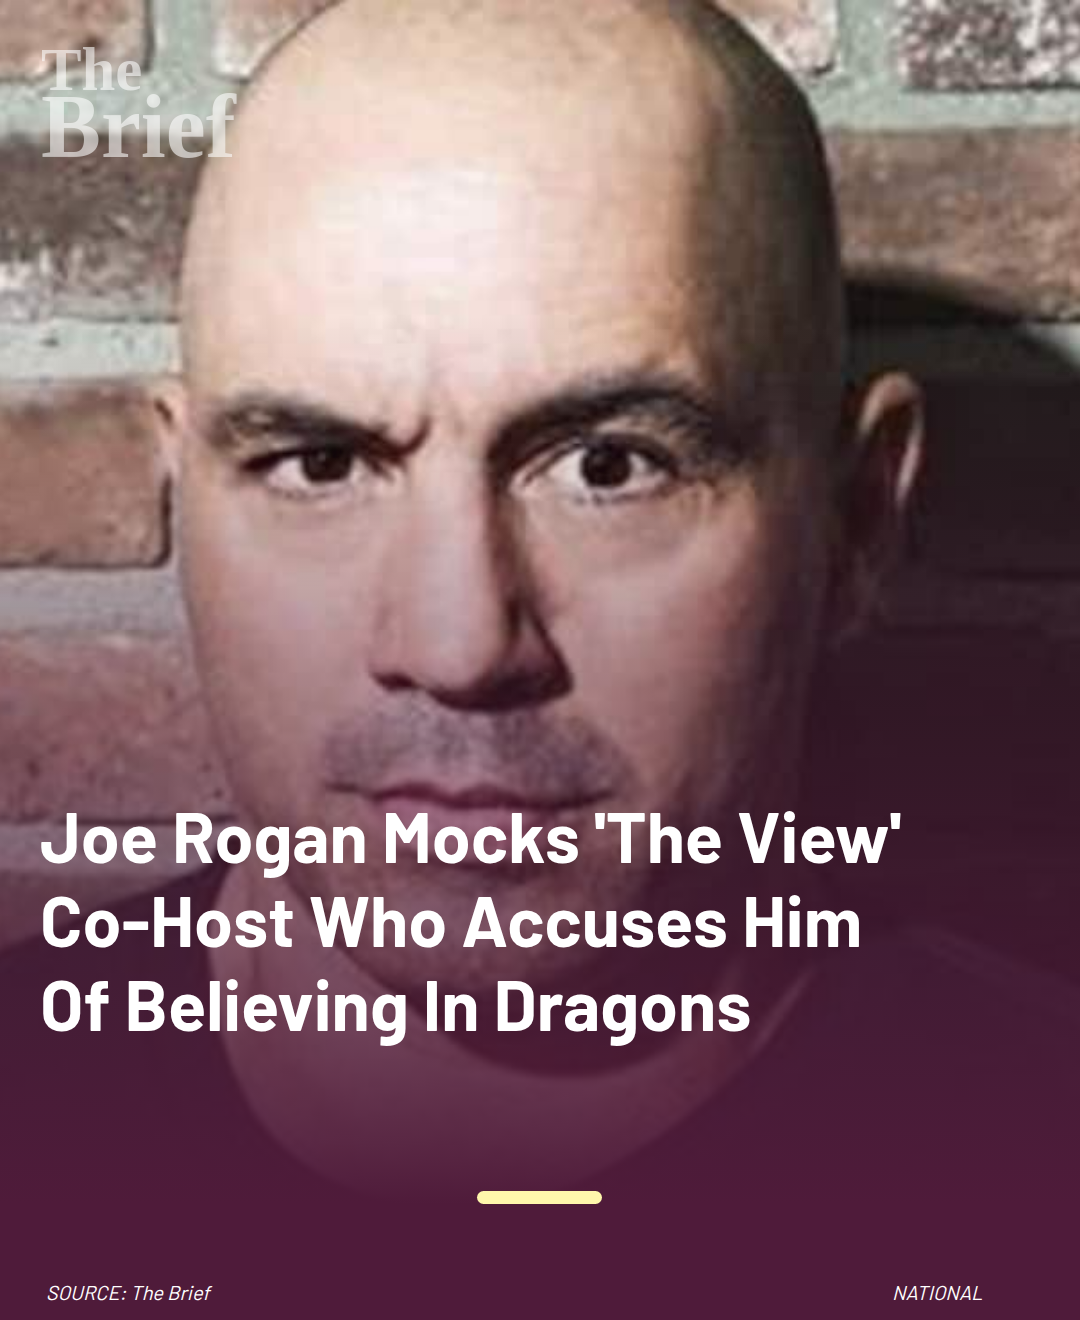 The
Brief
Joe Rogan Mocks 'The View'
Co-Host Who Accuses Him
Of Believing In Dragons
SOURCE: The Brief
NATIONAL